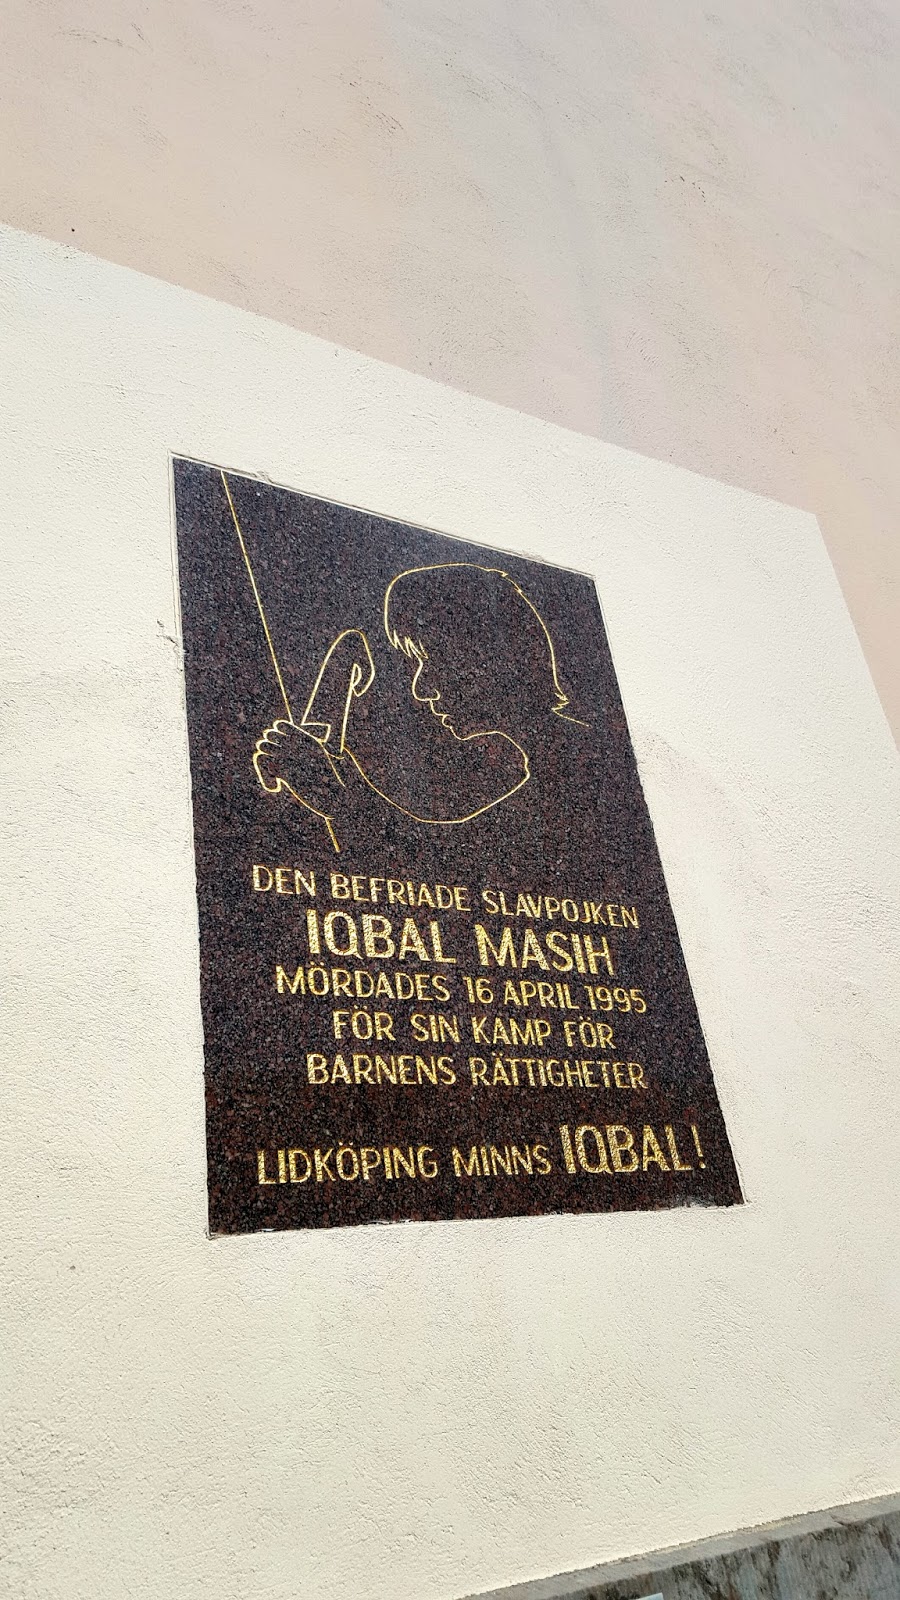 DEN BEFRIADE SLAVPOJKEN
IQBAL MASIH
MÖRDADES 16 APRIL 1995
FÖR SIN KAMP FÖR
BARNENS RÄTTIGHETER
LIDKÖPING MINNS IQBAL!